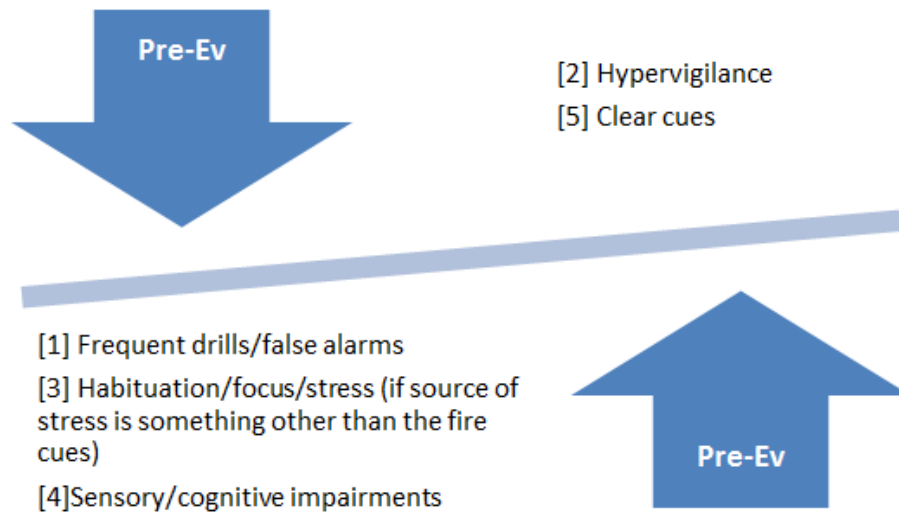 Pre-Ev
[2] Hypervigilance
[5] Clear cues
[1] Frequent drills/false alarms
[3] Habituation/focus/stress (if source of
stress is something other than the fire
cues)
[4]Sensory/cognitive impairments
Pre-Ev